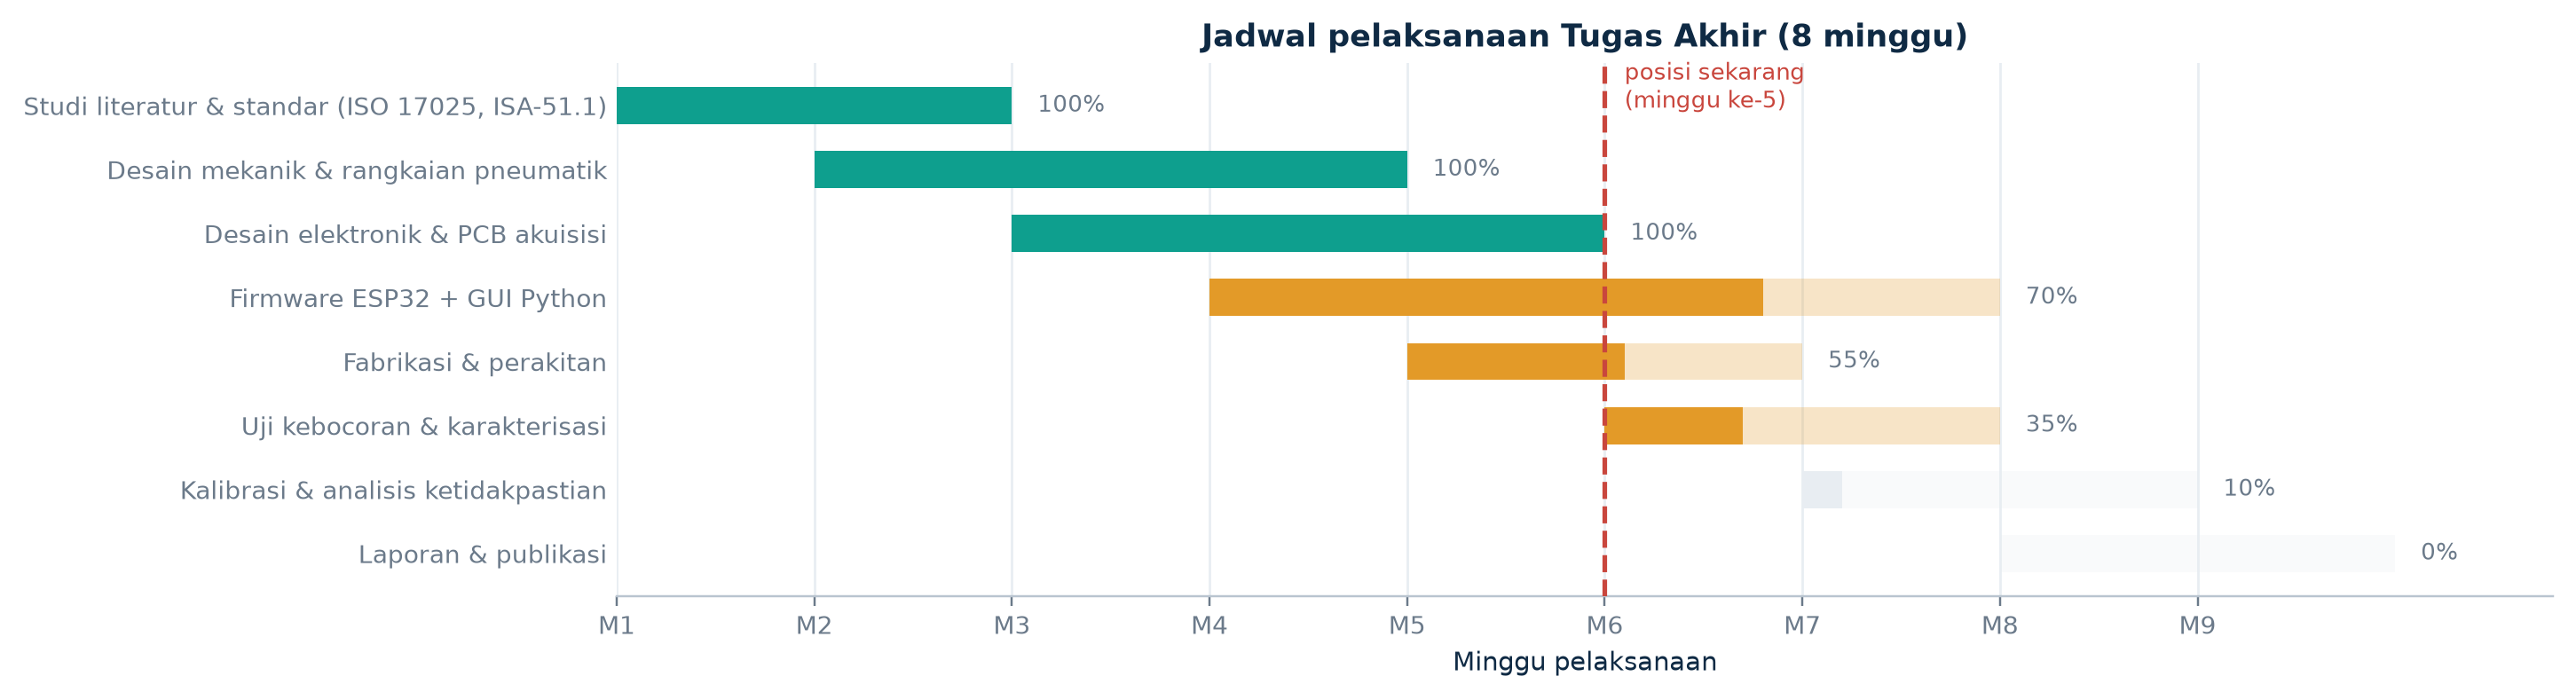 Jadwal pelaksanaan Tugas Akhir (8 minggu)
posisi sekarang
(minggu ke-5)
Studi literatur & standar (ISO 17025, ISA-51.1)
100%
Desain mekanik & rangkaian pneumatik
100%
Desain elektronik & PCB akuisisi
100%
Firmware ESP32 + GUI Python
70%
Fabrikasi & perakitan
55%
Uji kebocoran & karakterisasi
35%
Kalibrasi & analisis ketidakpastian
10%
Laporan & publikasi
0%
M1 M2 M3 M4 M5 M6 M7 M8 M9
Minggu pelaksanaan